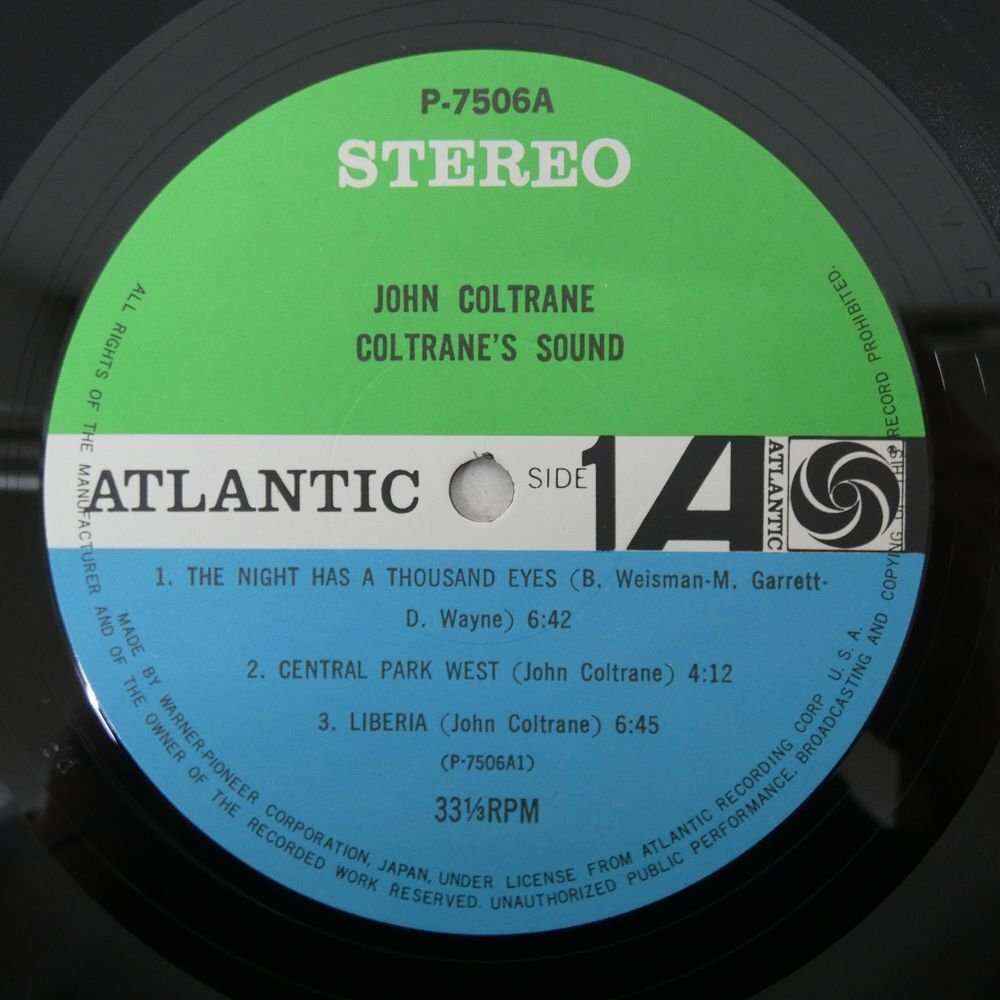 P-7506A
STEREO
JOHN COLTRANE
COLTRANE'S SOUND
ATLANTIC
SIDE 1
A
ATLANTIC
1. THE NIGHT HAS A THOUSAND EYES (B. Weisman-M. Garrett-
D. Wayne) 6:42
2. CENTRAL PARK WEST (John Coltrane) 4:12
3. LIBERIA (John Coltrane) 6:45
(P-7506A1)
33⅓RPM
MADE BY WARNER-PIONEER CORPORATION, JAPAN, UNDER LICENSE FROM ATLANTIC RECORDING CORP. U. S. A.
ALL RIGHTS OF THE MANUFACTURER AND OF THE OWNER OF THE RECORDED WORK RESERVED. UNAUTHORIZED PUBLIC PERFORMANCE, BROADCASTING AND COPYING OF THIS RECORD PROHIBITED.